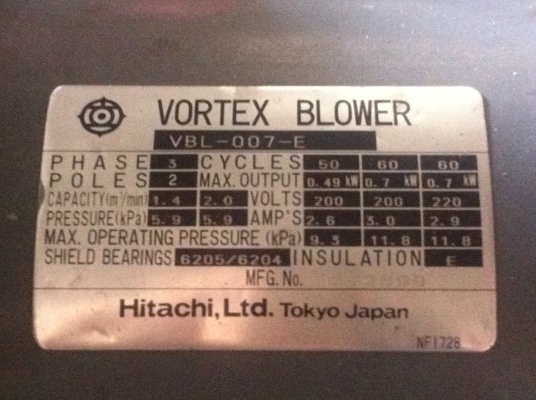 VORTEX BLOWER
VBL-007-E
PHASE 3 CYCLES 50 60 60
POLES 2 MAX. OUTPUT 0.49 kW 0.7 kW 0.7 kW
CAPACITY(m³/min) 1.4 2.0 VOLTS 200 200 220
PRESSURE(kPa) 5.9 5.9 AMP'S 2.6 3.0 2.9
MAX. OPERATING PRESSURE (kPa) 9.3 11.8 11.8
SHIELD BEARINGS 6205/6204 INSULATION E
MFG. No.
Hitachi, Ltd. Tokyo Japan
NF1728